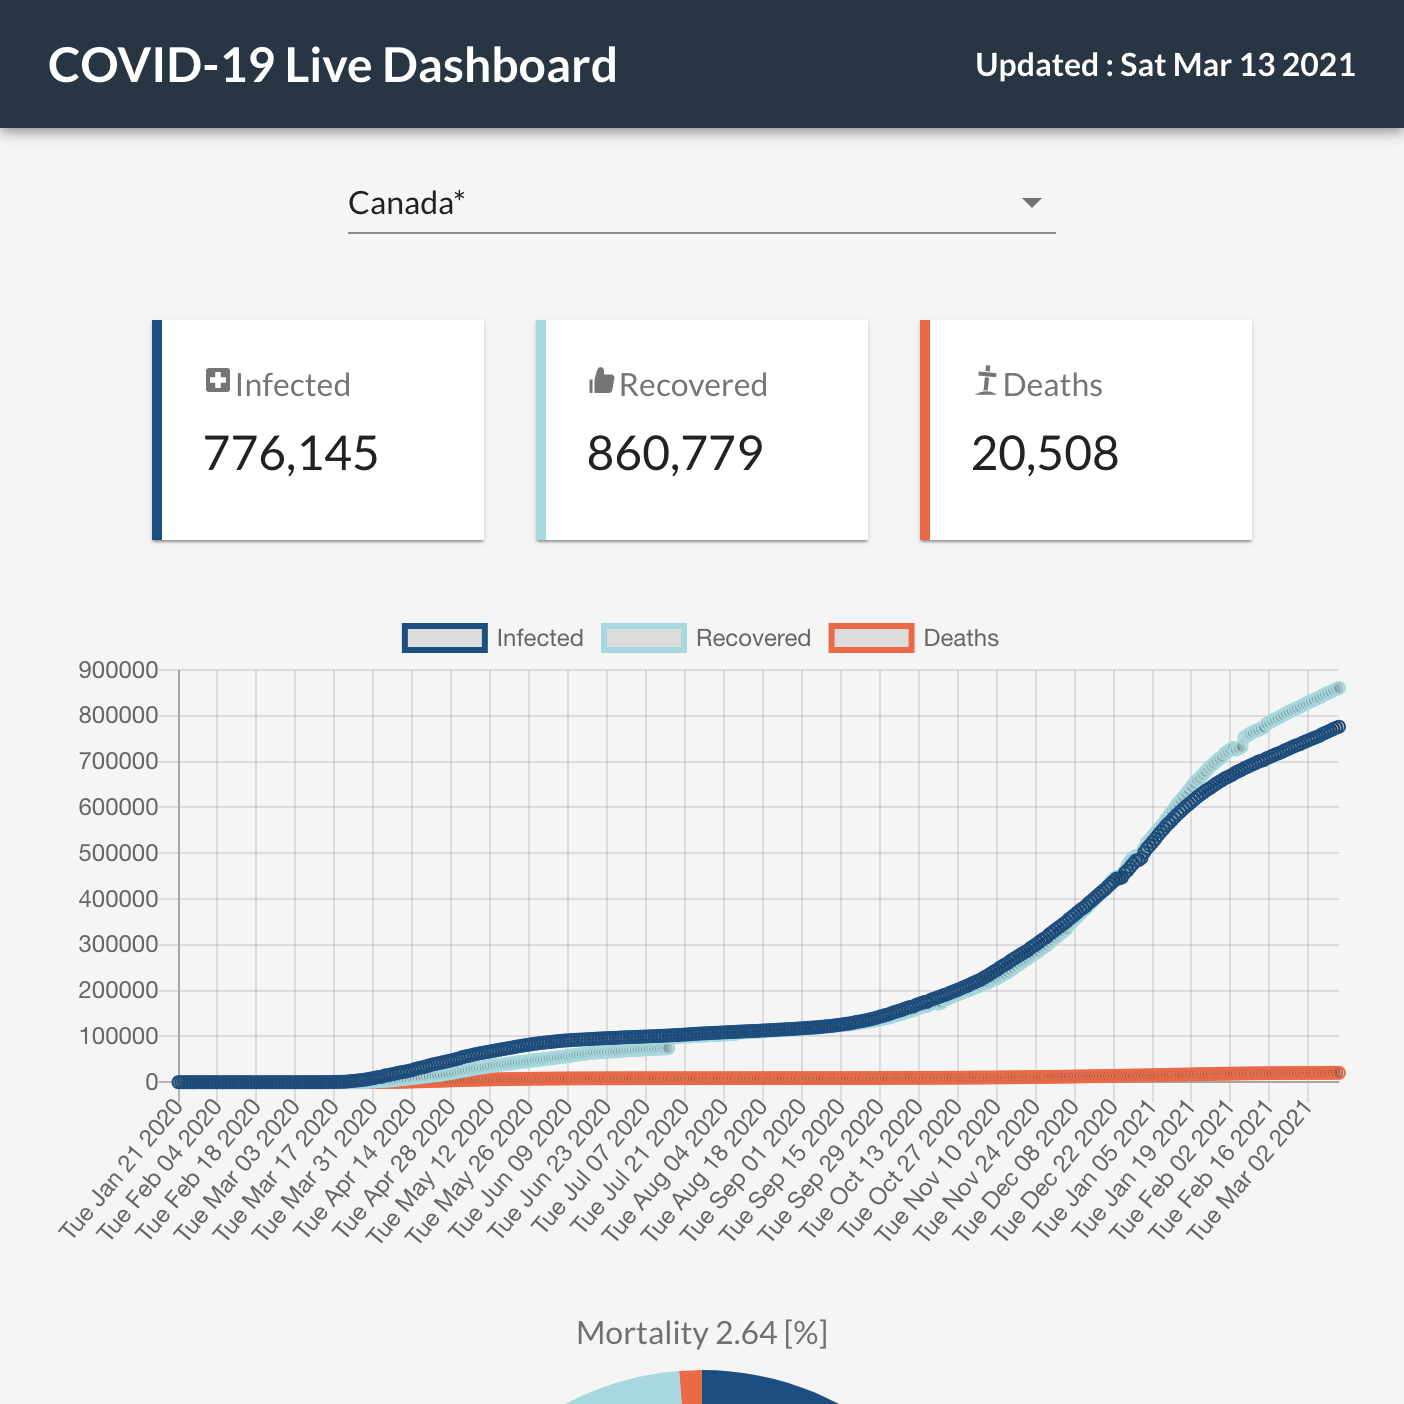 COVID-19 Live Dashboard
Updated : Sat Mar 13 2021
Canada*
Infected
776,145
Recovered
860,779
Deaths
20,508
Infected
Recovered
Deaths
900000
800000
700000
600000
500000
400000
300000
200000
100000
0
Tue Jan 21 2020
Tue Feb 04 2020
Tue Feb 18 2020
Tue Mar 03 2020
Tue Mar 17 2020
Tue Mar 31 2020
Tue Apr 14 2020
Tue Apr 28 2020
Tue May 12 2020
Tue May 26 2020
Tue Jun 09 2020
Tue Jun 23 2020
Tue Jul 07 2020
Tue Jul 21 2020
Tue Aug 04 2020
Tue Aug 18 2020
Tue Sep 01 2020
Tue Sep 15 2020
Tue Sep 29 2020
Tue Oct 13 2020
Tue Oct 27 2020
Tue Nov 10 2020
Tue Nov 24 2020
Tue Dec 08 2020
Tue Dec 22 2020
Tue Jan 05 2021
Tue Jan 19 2021
Tue Feb 02 2021
Tue Feb 16 2021
Tue Mar 02 2021
Mortality 2.64 [%]